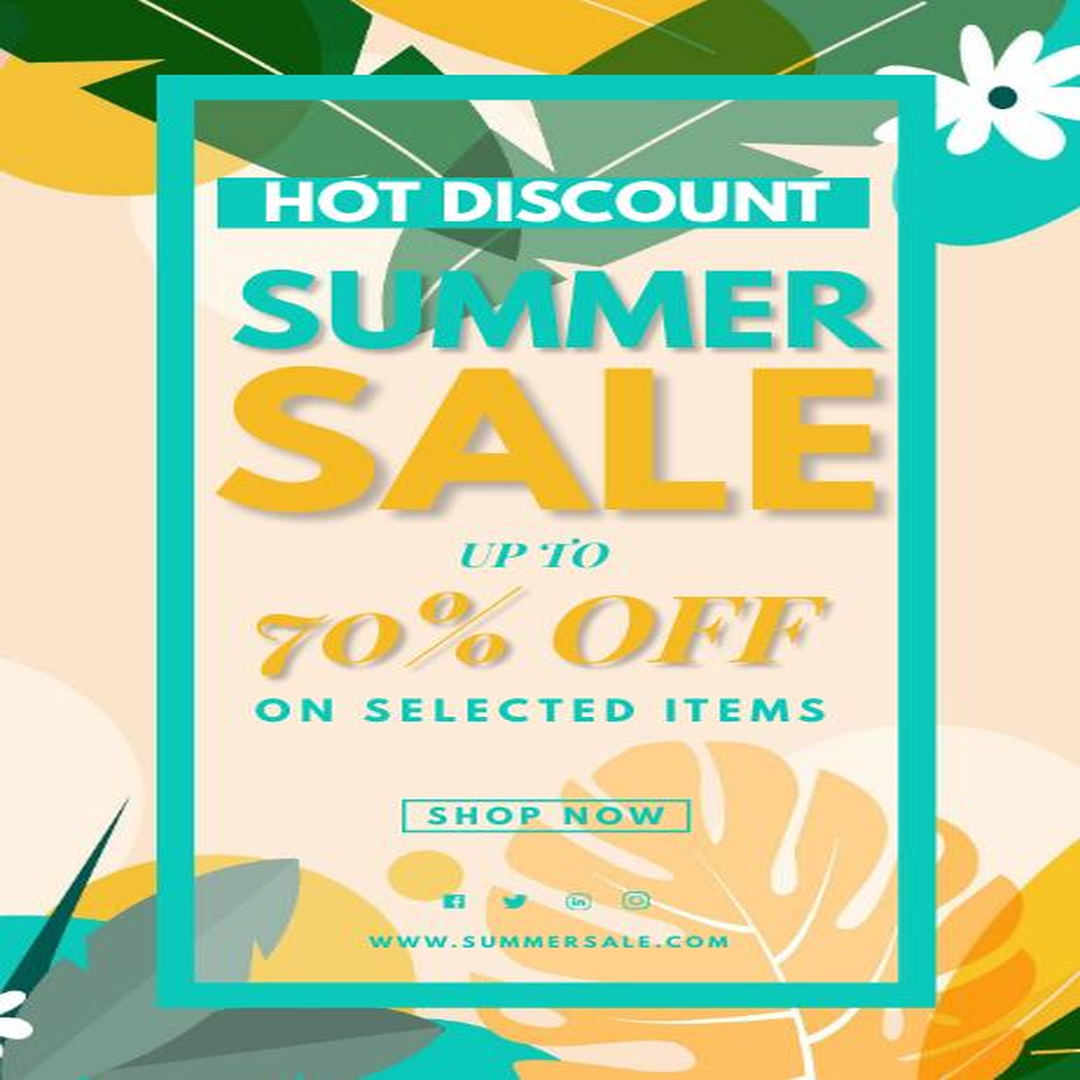 HOT DISCOUNT
SUMMER
SALE
UP TO
70% OFF
ON SELECTED ITEMS
SHOP NOW
WWW.SUMMERSALE.COM